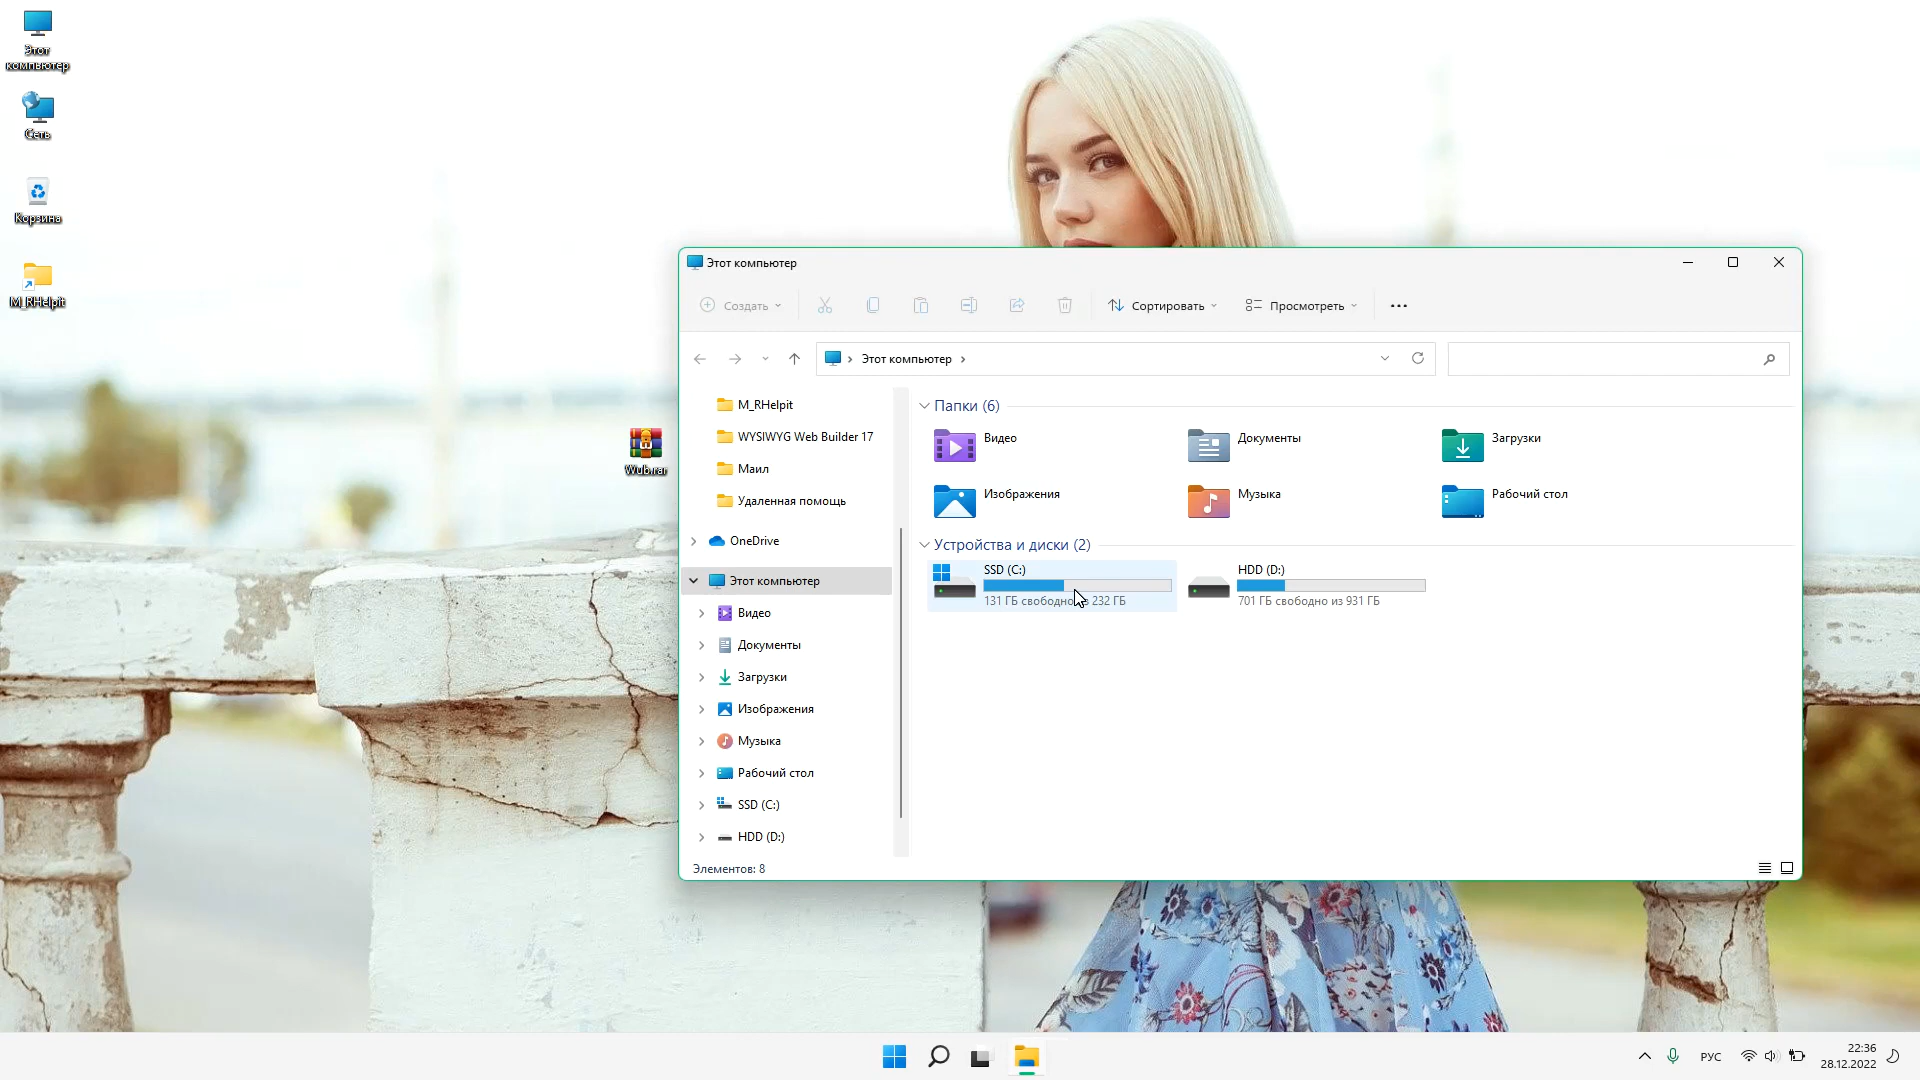 Этот
компьютер
Сеть
Корзина
M_RHelpit
Wub.rar
Этот компьютер
Создать
Сортировать
Просмотреть
Этот компьютер
M_RHelpit
WYSIWYG Web Builder 17
Маил
Удаленная помощь
OneDrive
Этот компьютер
Видео
Документы
Загрузки
Изображения
Музыка
Рабочий стол
SSD (C:)
HDD (D:)
Папки (6)
Видео
Документы
Загрузки
Изображения
Музыка
Рабочий стол
Устройства и диски (2)
SSD (C:)
131 ГБ свободно 232 ГБ
HDD (D:)
701 ГБ свободно из 931 ГБ
Элементов: 8
РУС
22:36
28.12.2022